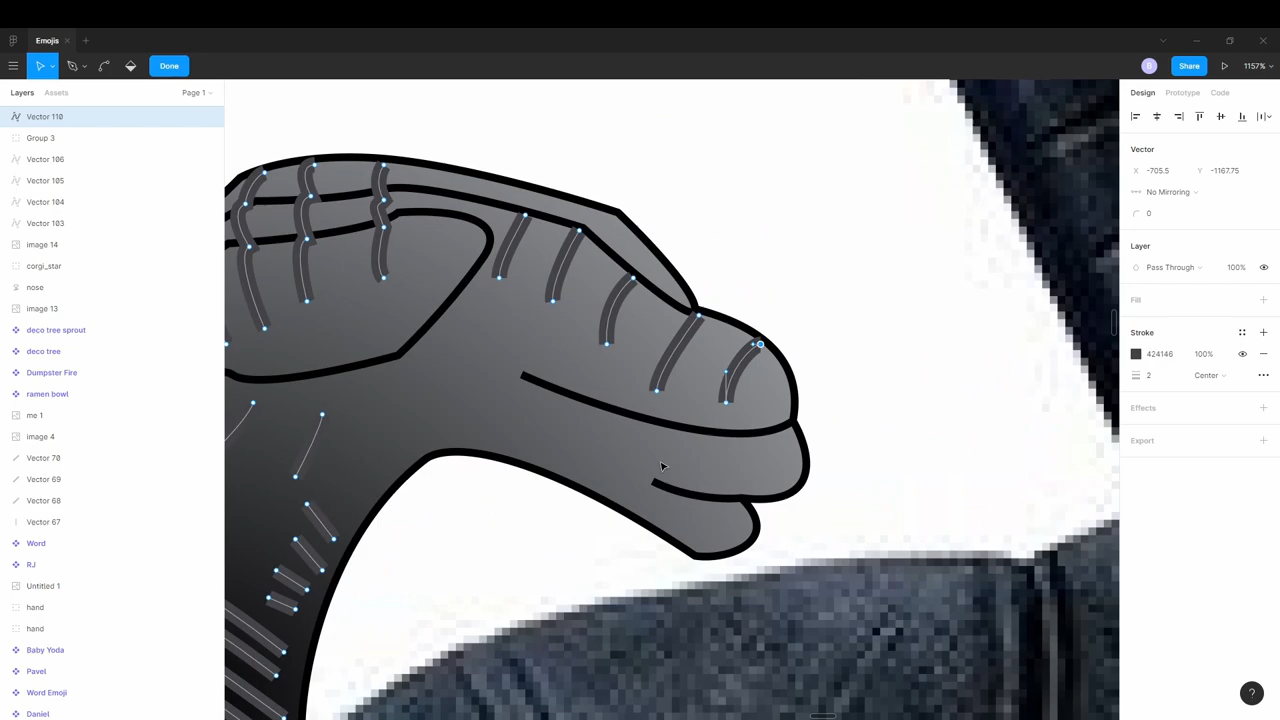 Emojis
Done
B
Share
1157%
Layers
Assets
Page 1
Vector 110
Group 3
Vector 106
Vector 105
Vector 104
Vector 103
image 14
corgi_star
nose
image 13
deco tree sprout
deco tree
Dumpster Fire
ramen bowl
me 1
image 4
Vector 70
Vector 69
Vector 68
Vector 67
Word
RJ
Untitled 1
hand
hand
Baby Yoda
Pavel
Word Emoji
Daniel
Design
Prototype
Code
Vector
X -705.5 Y -1167.75
No Mirroring
0
Layer
Pass Through 100%
Fill
Stroke
424146 100%
2 Center
Effects
Export
?